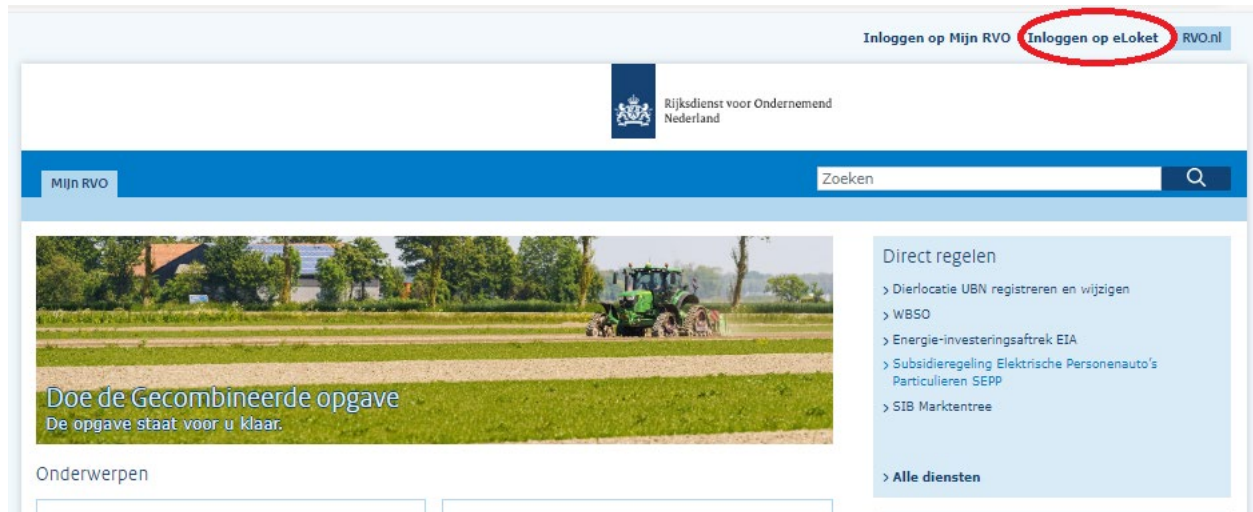 Inloggen op Mijn RVO Inloggen op eLoket RVO.nl
Rijksdienst voor Ondernemend
Nederland
Mijn RVO
Zoeken
Doe de Gecombineerde opgave
De opgave staat voor u klaar.
Direct regelen
> Dierlocatie UBN registreren en wijzigen
> WBSO
> Energie-investeringsaftrek EIA
> Subsidieregeling Elektrische Personenauto's
Particulieren SEPP
> SIB Marktentree
> Alle diensten
Onderwerpen